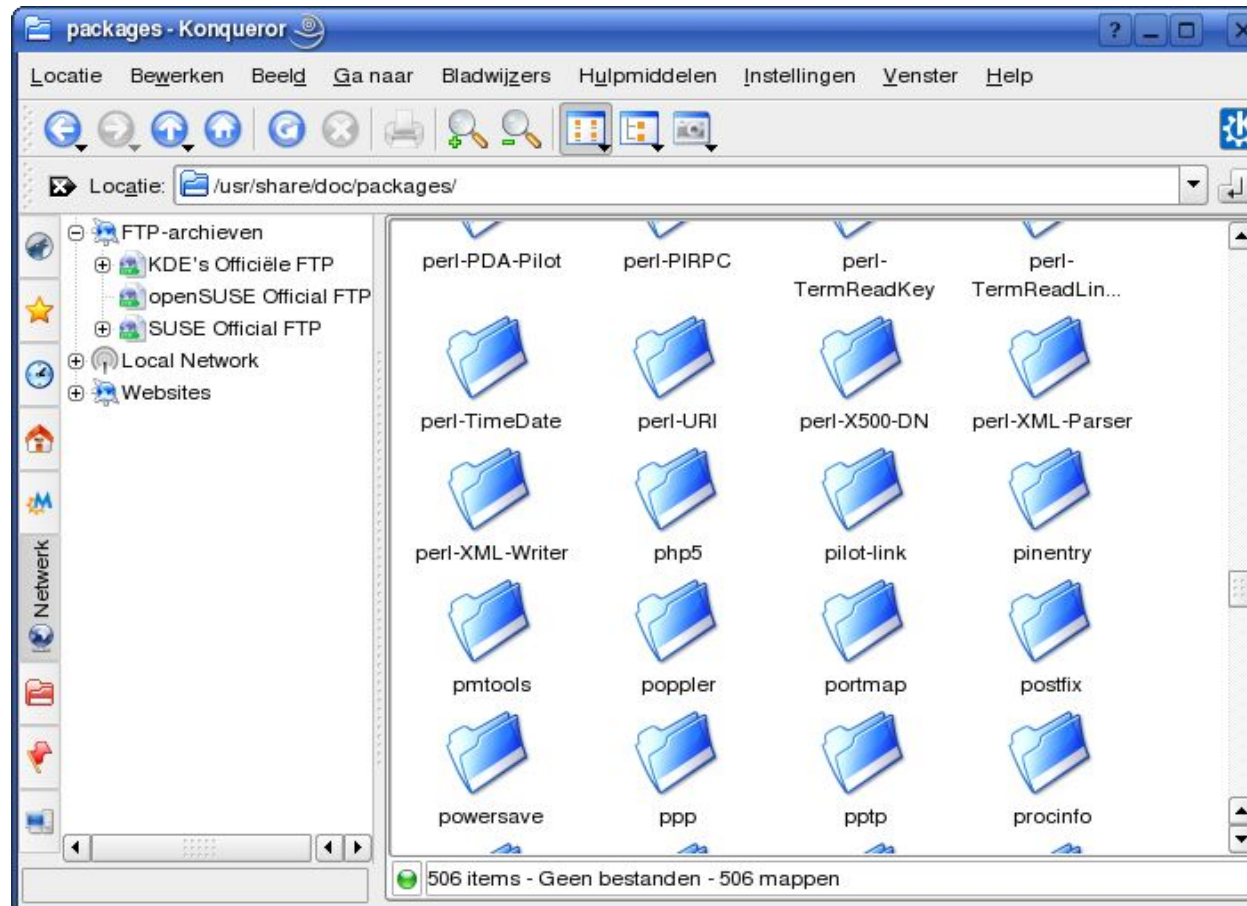 packages - Konqueror
Locatie Bewerken Beeld Ga naar Bladwijzers Hulpmiddelen Instellingen Venster Help
Locatie: /usr/share/doc/packages/
FTP-archieven
KDE's Officiële FTP
openSUSE Official FTP
SUSE Official FTP
Local Network
Websites
Netwerk
perl-PDA-Pilot perl-PIRPC perl-TermReadKey perl-TermReadLin...
perl-TimeDate perl-URI perl-X500-DN perl-XML-Parser
perl-XML-Writer php5 pilot-link pinentry
pmtools poppler portmap postfix
powersave ppp pptp procinfo
506 items - Geen bestanden - 506 mappen